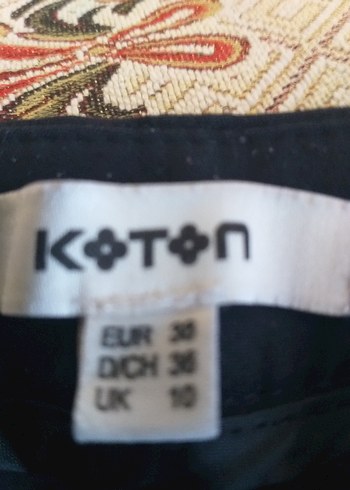 KOTON
EUR 38
D/CH 36
UK 10